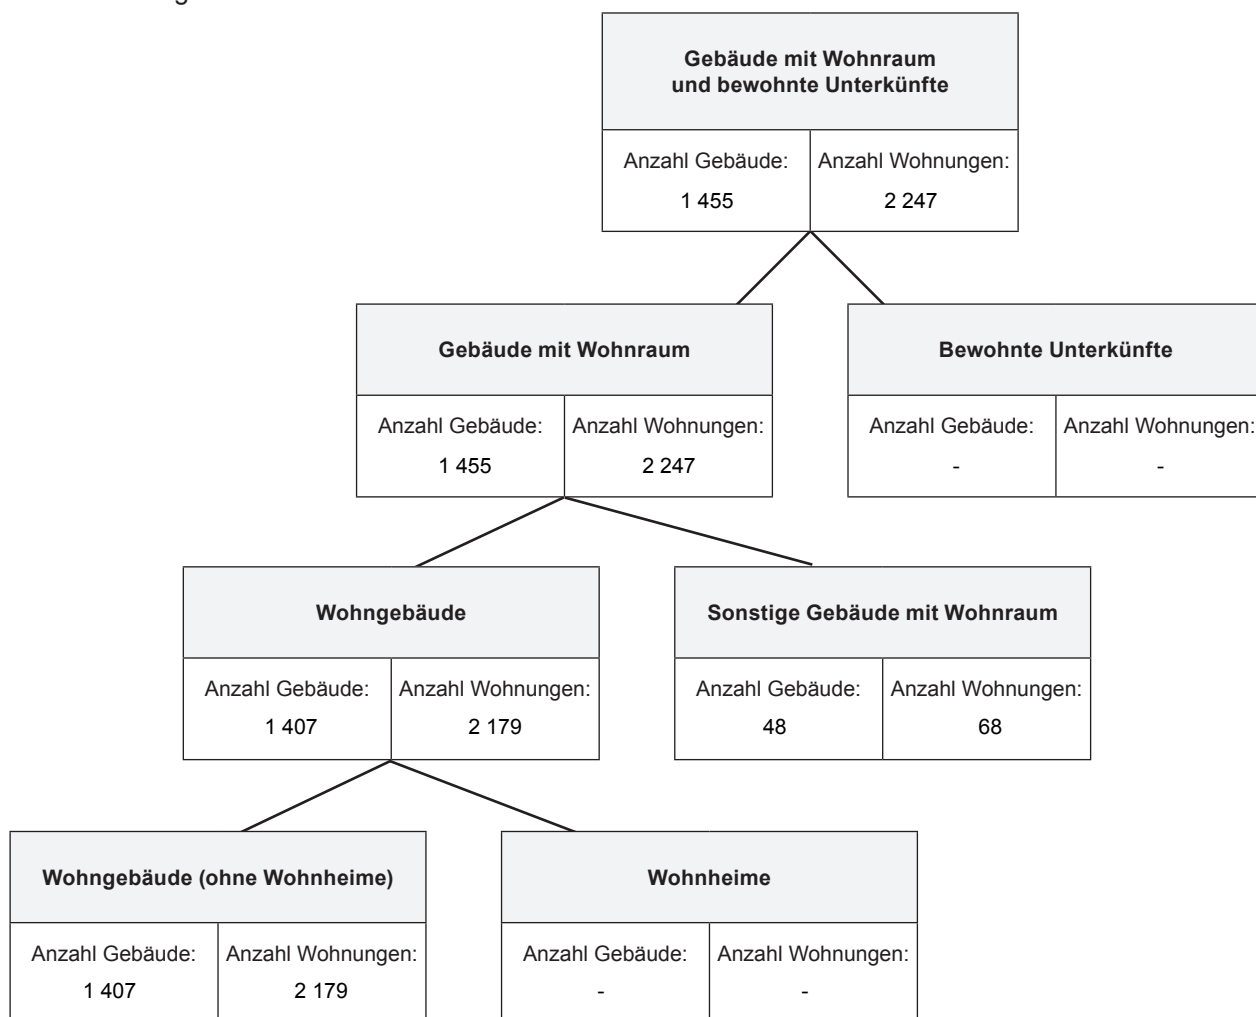 Gebäude mit Wohnraum
und bewohnte Unterkünfte
Anzahl Gebäude: Anzahl Wohnungen:
1 455 2 247
Gebäude mit Wohnraum Bewohnte Unterkünfte
Anzahl Gebäude: Anzahl Wohnungen: Anzahl Gebäude: Anzahl Wohnungen:
1 455 2 247 - -
Wohngebäude Sonstige Gebäude mit Wohnraum
Anzahl Gebäude: Anzahl Wohnungen: Anzahl Gebäude: Anzahl Wohnungen:
1 407 2 179 48 68
Wohngebäude (ohne Wohnheime) Wohnheime
Anzahl Gebäude: Anzahl Wohnungen: Anzahl Gebäude: Anzahl Wohnungen:
1 407 2 179 - -